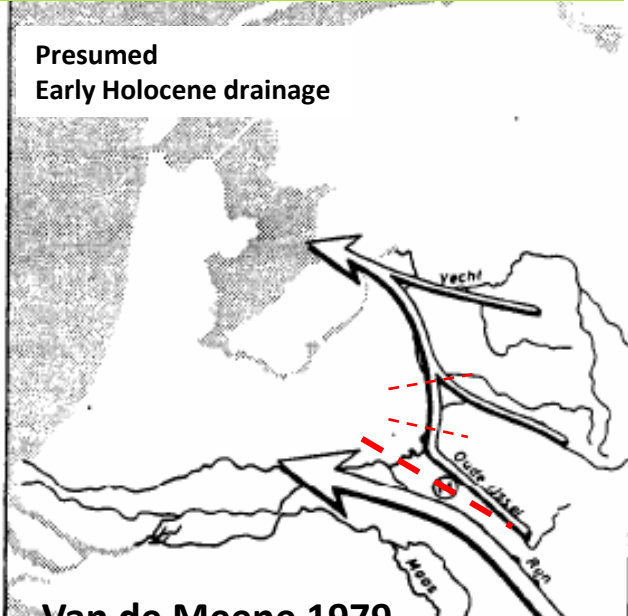 Presumed
Early Holocene drainage
Vecht
Oude IJssel
Rijn
Maas
Van de Meene 1979